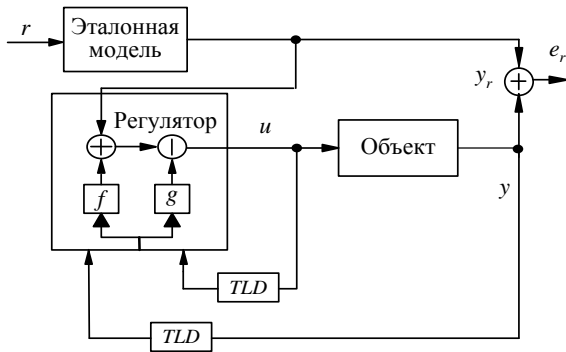 r
Эталонная
модель
e_r
y_r
Регулятор
u
Объект
f
g
y
TLD
TLD